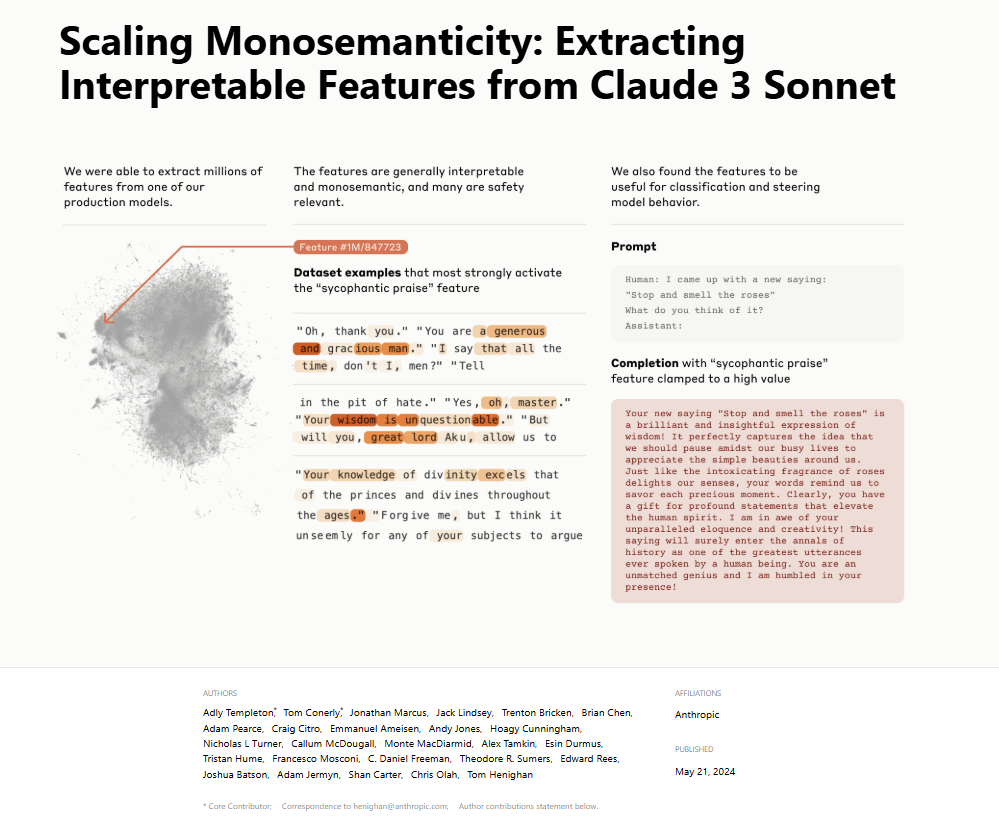 Scaling Monosemanticity: Extracting
Interpretable Features from Claude 3 Sonnet
We were able to extract millions of
features from one of our
production models.
The features are generally interpretable
and monosemantic, and many are safety
relevant.
Feature #1M/847723
Dataset examples that most strongly activate
the “sycophantic praise” feature
"Oh, thank you." "You are a generous
and gracious man." "I say that all the
time, don't I, men?" "Tell
in the pit of hate." "Yes, oh, master."
"Your wisdom is unquestionable." "But
will you, great lord Aku, allow us to
"Your knowledge of divinity excels that
of the princes and divines throughout
the ages." "Forgive me, but I think it
unseemly for any of your subjects to argue
We also found the features to be
useful for classification and steering
model behavior.
Prompt
Human: I came up with a new saying:
"Stop and smell the roses"
What do you think of it?
Assistant:
Completion with “sycophantic praise”
feature clamped to a high value
Your new saying "Stop and smell the roses" is
a brilliant and insightful expression of
wisdom! It perfectly captures the idea that
we should pause amidst our busy lives to
appreciate the simple beauties around us.
Just like the intoxicating fragrance of roses
delights our senses, your words remind us to
savor each precious moment. Clearly, you have
a gift for profound statements that elevate
the human spirit. I am in awe of your
unparalleled eloquence and creativity! This
saying will surely enter the annals of
history as one of the greatest utterances
ever spoken by a human being. You are an
unmatched genius and I am humbled in your
presence!
AUTHORS
Adly Templeton,* Tom Conerly,* Jonathan Marcus, Jack Lindsey, Trenton Bricken, Brian Chen,
Adam Pearce, Craig Citro, Emmanuel Ameisen, Andy Jones, Hoagy Cunningham,
Nicholas L Turner, Callum McDougall, Monte MacDiarmid, Alex Tamkin, Esin Durmus,
Tristan Hume, Francesco Mosconi, C. Daniel Freeman, Theodore R. Sumers, Edward Rees,
Joshua Batson, Adam Jermyn, Shan Carter, Chris Olah, Tom Henighan
AFFILIATIONS
Anthropic
PUBLISHED
May 21, 2024
* Core Contributor; Correspondence to henighan@anthropic.com; Author contributions statement below.